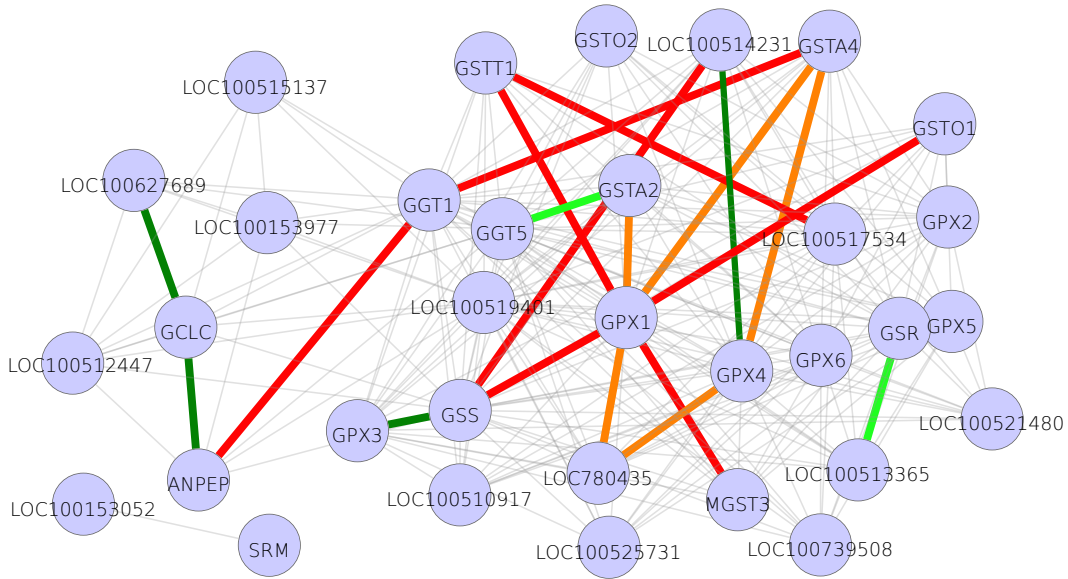 GSTO2
LOC100514231
GSTA4
GSTT1
LOC100515137
GSTO1
LOC100627689
GSTA2
GGT1
LOC100153977
GGT5
GPX2
LOC100517534
LOC100519401
GPX1
GCLC
GSR
GPX5
LOC100512447
GPX6
GPX4
GSS
GPX3
LOC100521480
LOC100513365
LOC780435
ANPEP
LOC100510917
MGST3
LOC100153052
SRM
LOC100525731
LOC100739508